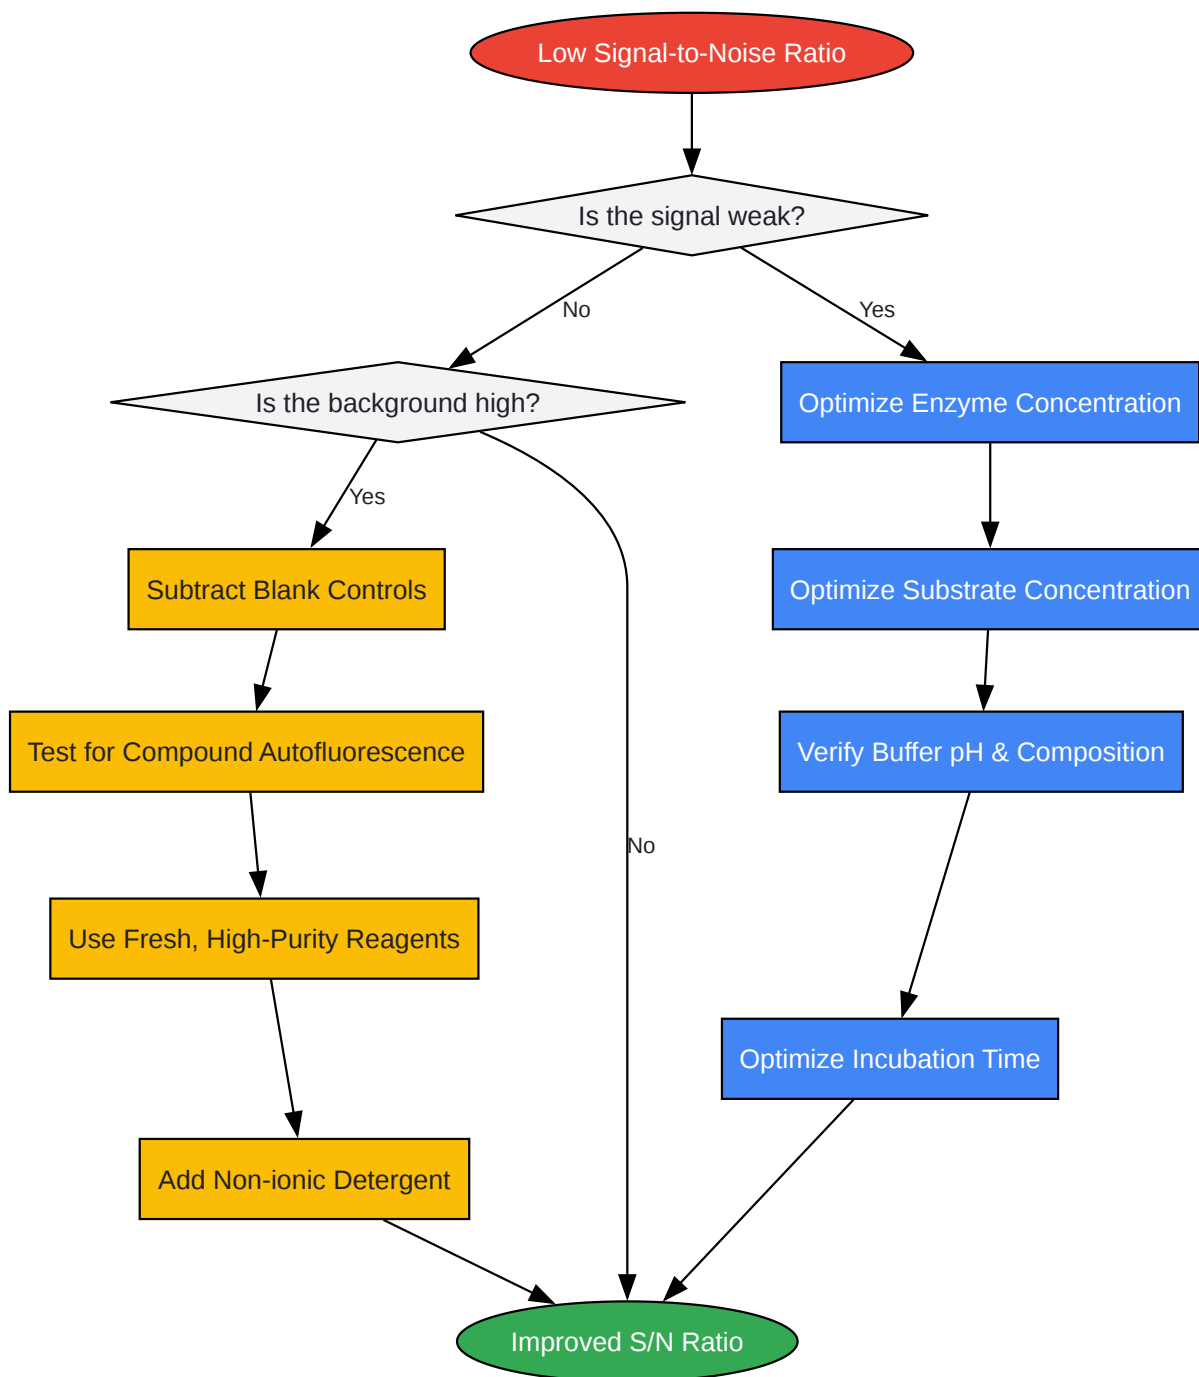 Low Signal-to-Noise Ratio
Is the signal weak?
No
Yes
Is the background high?
Optimize Enzyme Concentration
Yes
Subtract Blank Controls
Optimize Substrate Concentration
Test for Compound Autofluorescence
Verify Buffer pH & Composition
No
Use Fresh, High-Purity Reagents
Optimize Incubation Time
Add Non-ionic Detergent
Improved S/N Ratio